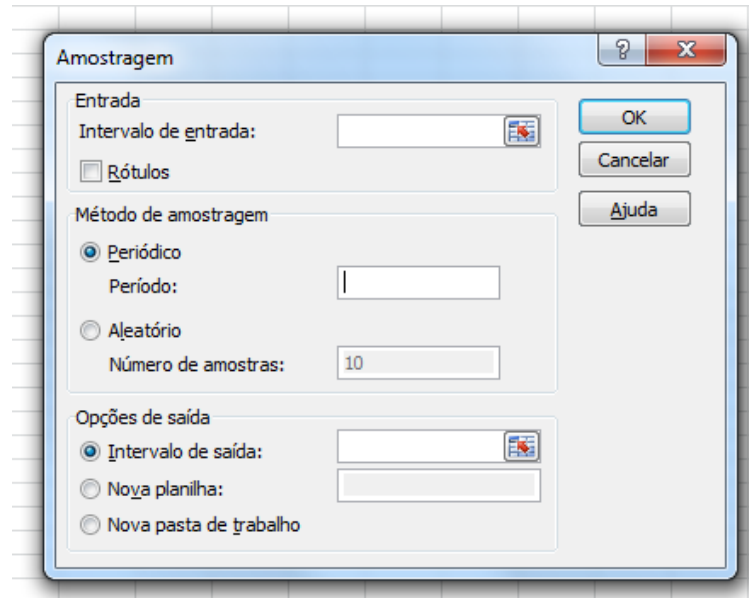 Amostragem
Entrada
Intervalo de entrada:
Rótulos
OK
Cancelar
Ajuda
Método de amostragem
Periódico
Período:
Aleatório
Número de amostras: 10
Opções de saída
Intervalo de saída:
Nova planilha:
Nova pasta de trabalho